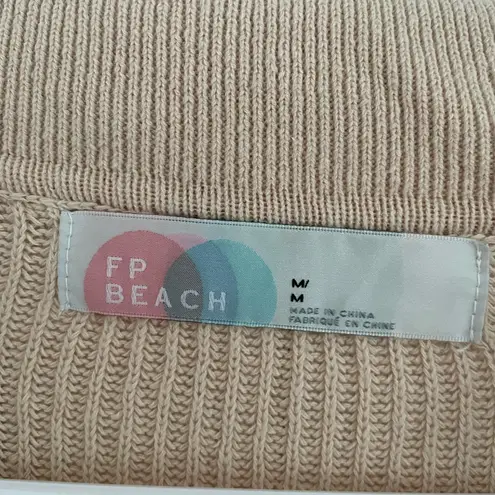 FP
BEACH
M/
M
MADE IN CHINA
FABRIQUÉ EN CHINE